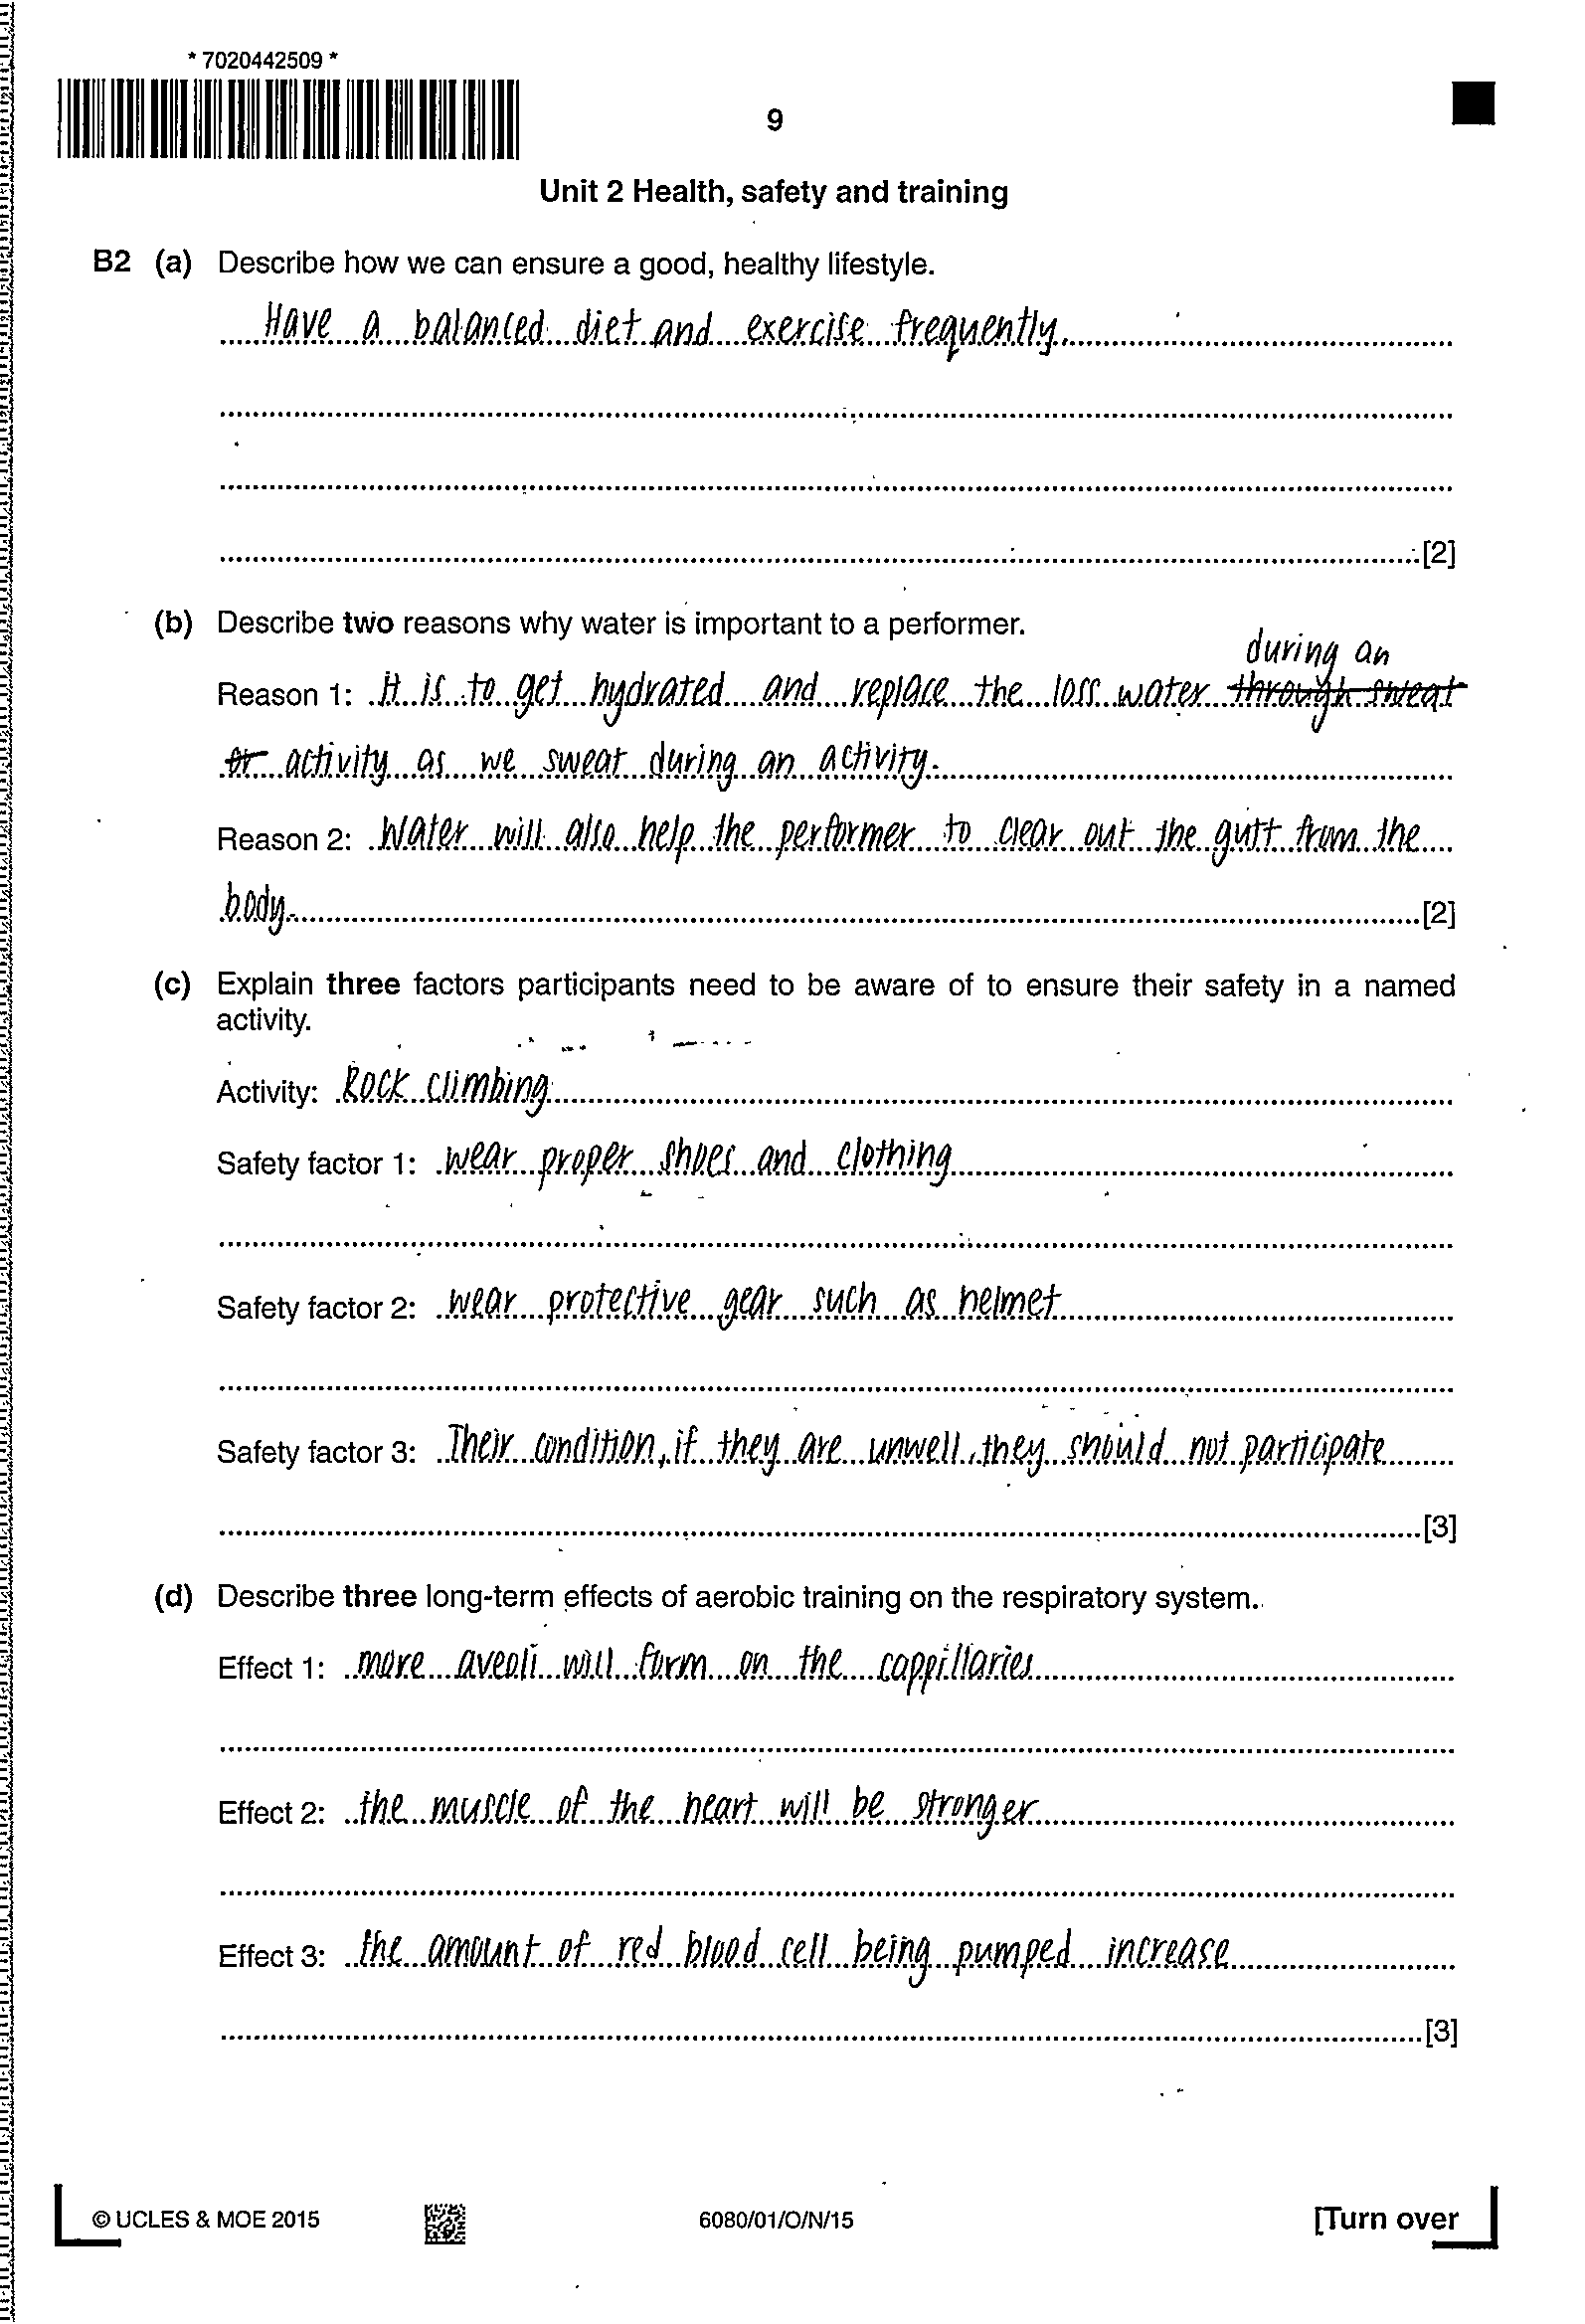 * 7020442509 *
9
Unit 2 Health, safety and training
B2 (a) Describe how we can ensure a good, healthy lifestyle.
Have a balanced diet and exercise frequently.
[2]
(b) Describe two reasons why water is important to a performer.
during an
Reason 1: It is to get hydrated and replace the loss water through sweat
or activity as we sweat during an activity.
Reason 2: Water will also help the performer to clear out the gutt from the
body. [2]
(c) Explain three factors participants need to be aware of to ensure their safety in a named
activity.
Activity: Rock climbing
Safety factor 1: wear proper shoes and clothing
Safety factor 2: wear protective gear such as helmet
Safety factor 3: Their condition, if they are unwell, they should not participate
[3]
(d) Describe three long-term effects of aerobic training on the respiratory system.
Effect 1: more aveoli will form on the cappillaries
Effect 2: the muscle of the heart will be stronger
Effect 3: the amount of red blood cell being pumped increase
[3]
© UCLES & MOE 2015 6080/01/O/N/15 [Turn over